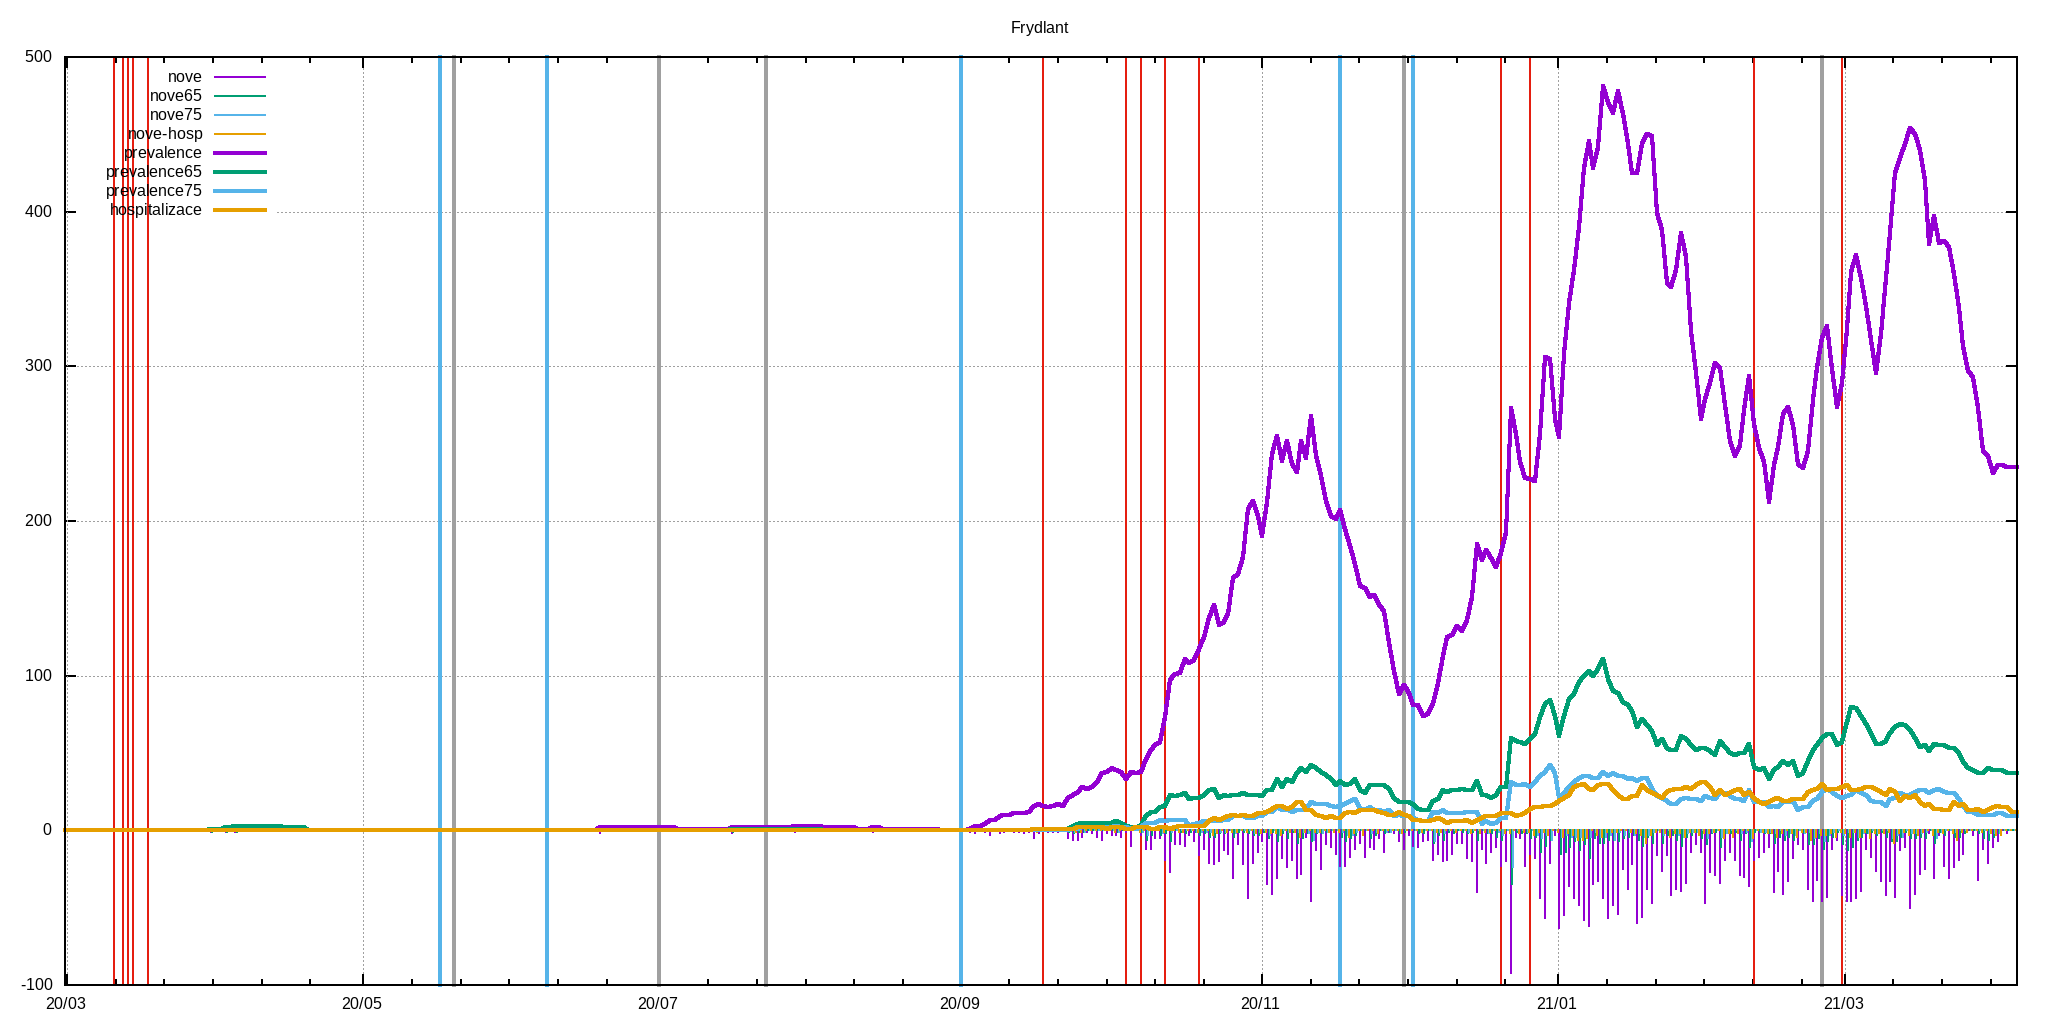 Frydlant
500
nove
nove65
nove75
nove-hosp
prevalence
prevalence65
prevalence75
hospitalizace
400
300
200
100
0
-100
20/03 20/05 20/07 20/09 20/11 21/01 21/03